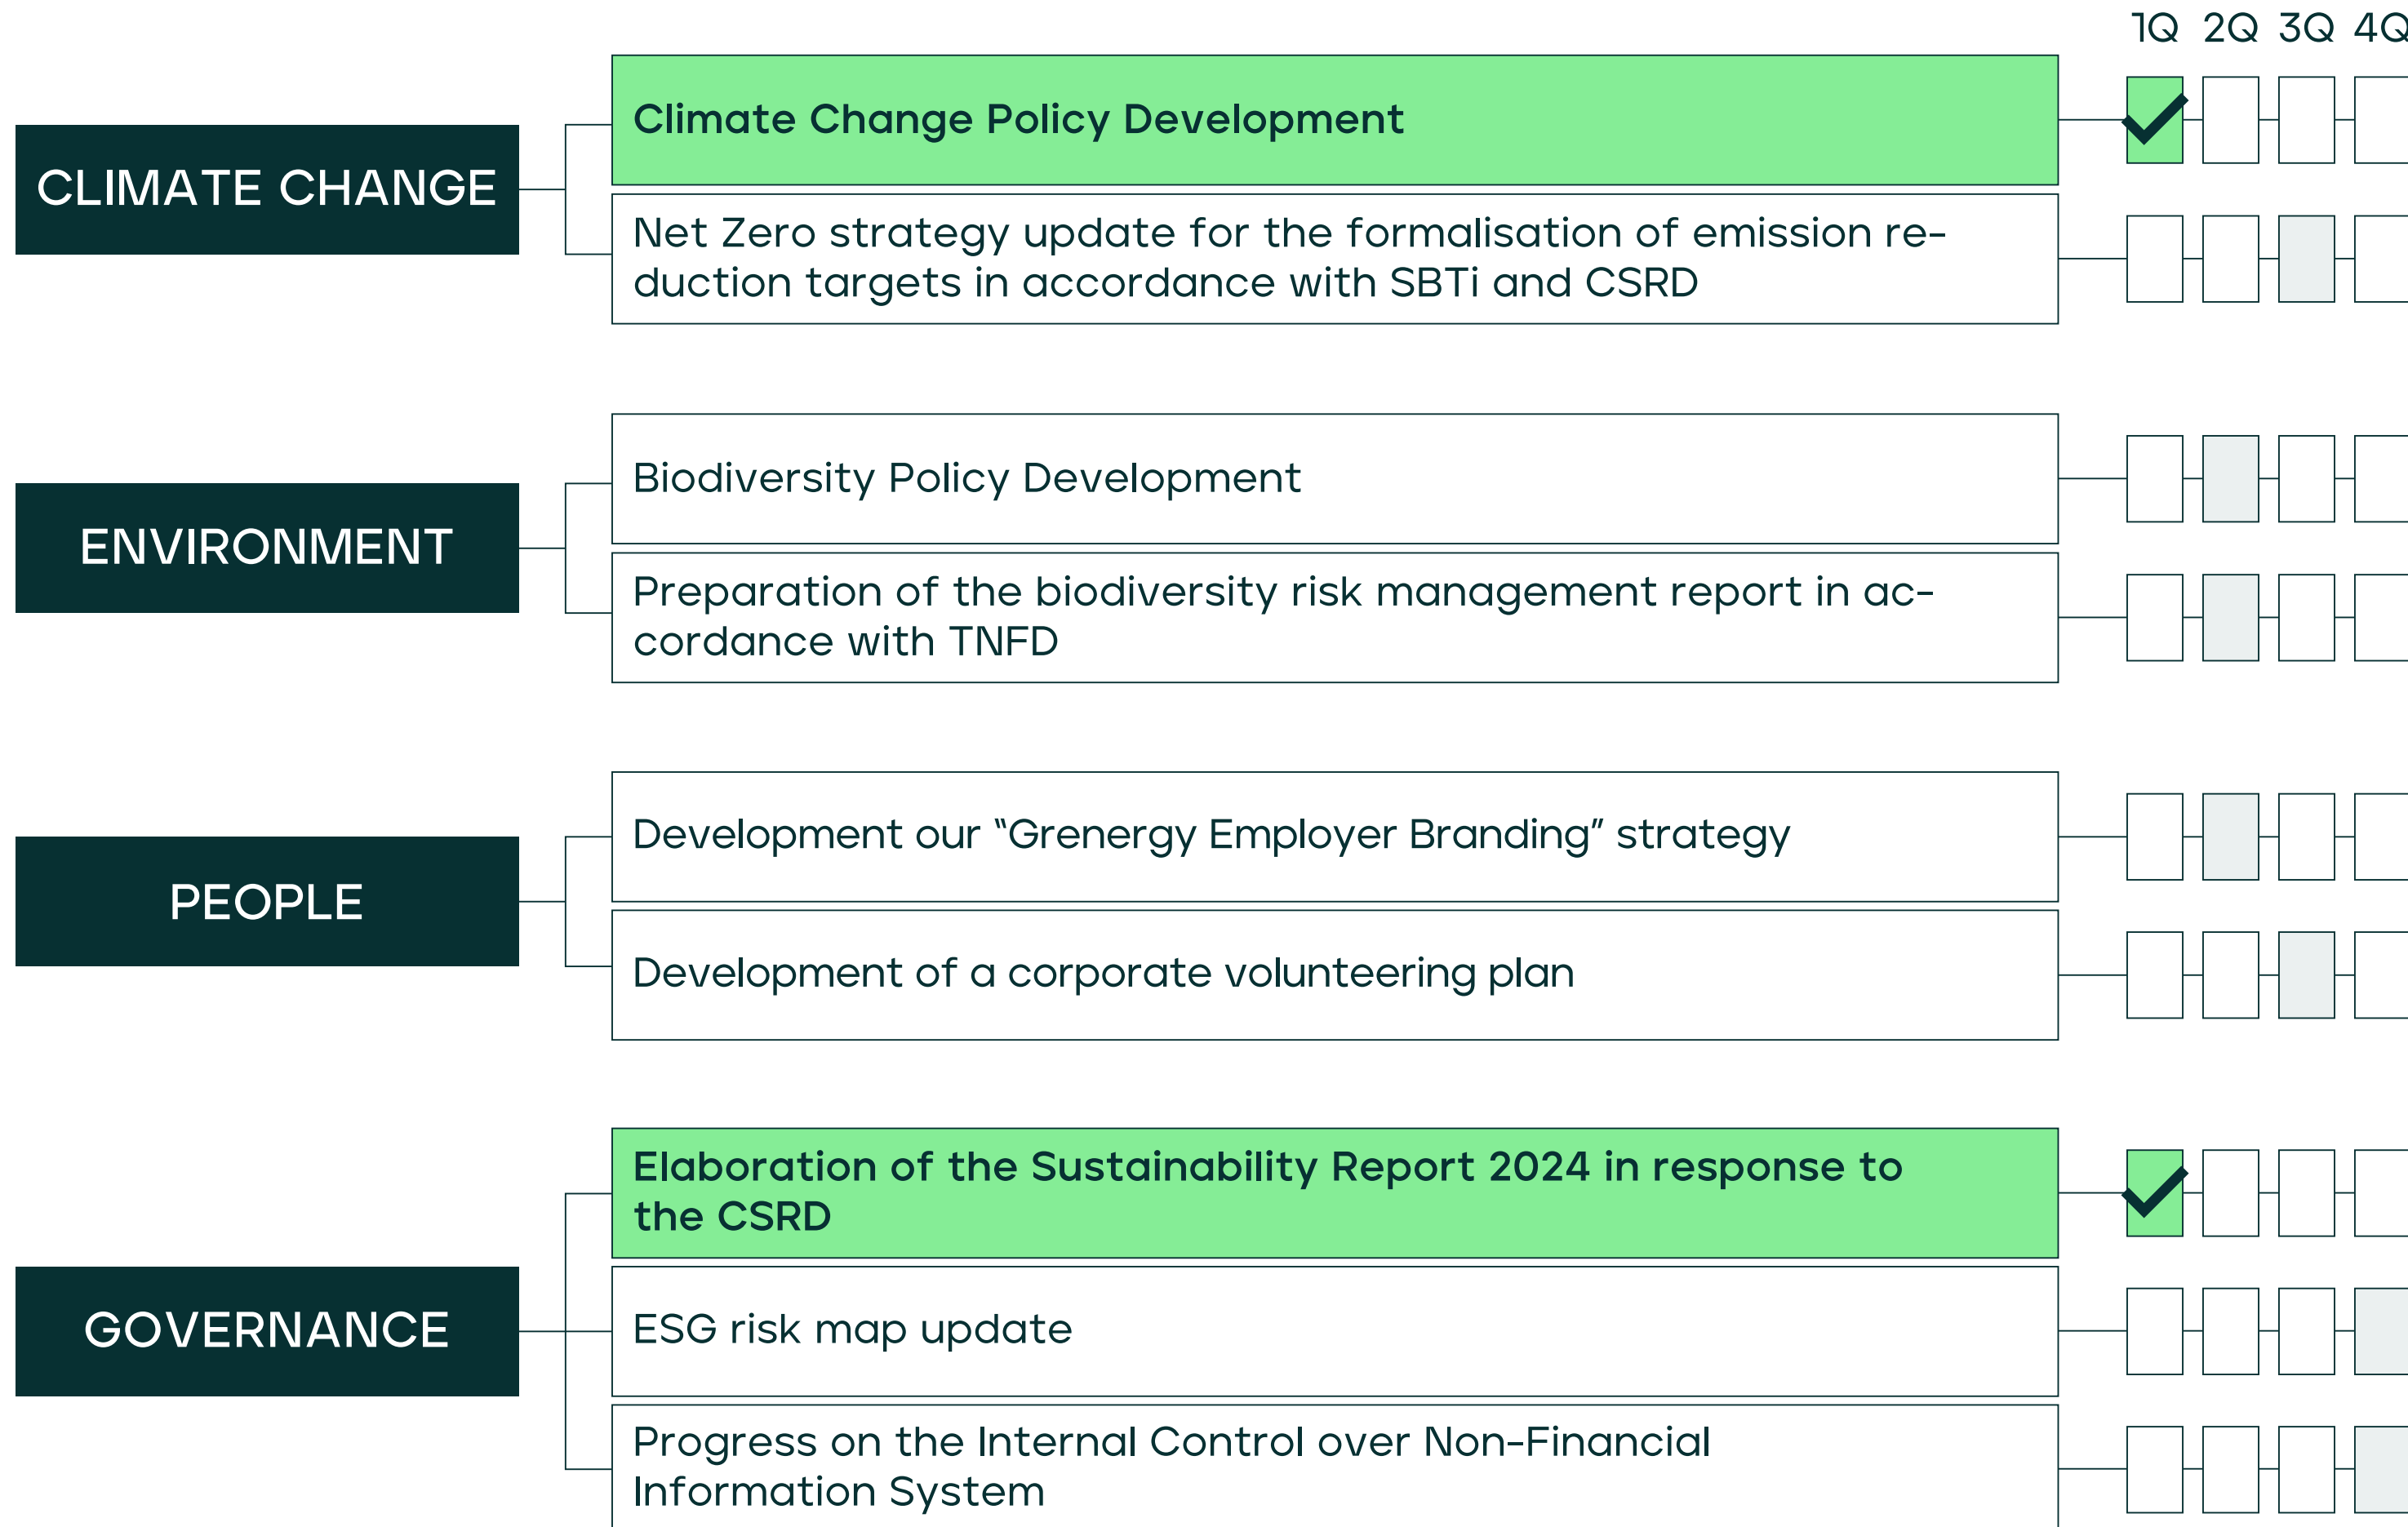 1Q 2Q 3Q 4Q
CLIMATE CHANGE
Climate Change Policy Development
Net Zero strategy update for the formalisation of emission re-
duction targets in accordance with SBTi and CSRD
ENVIRONMENT
Biodiversity Policy Development
Preparation of the biodiversity risk management report in ac-
cordance with TNFD
PEOPLE
Development our “Grenergy Employer Branding” strategy
Development of a corporate volunteering plan
GOVERNANCE
Elaboration of the Sustainability Report 2024 in response to
the CSRD
ESG risk map update
Progress on the Internal Control over Non-Financial
Information System